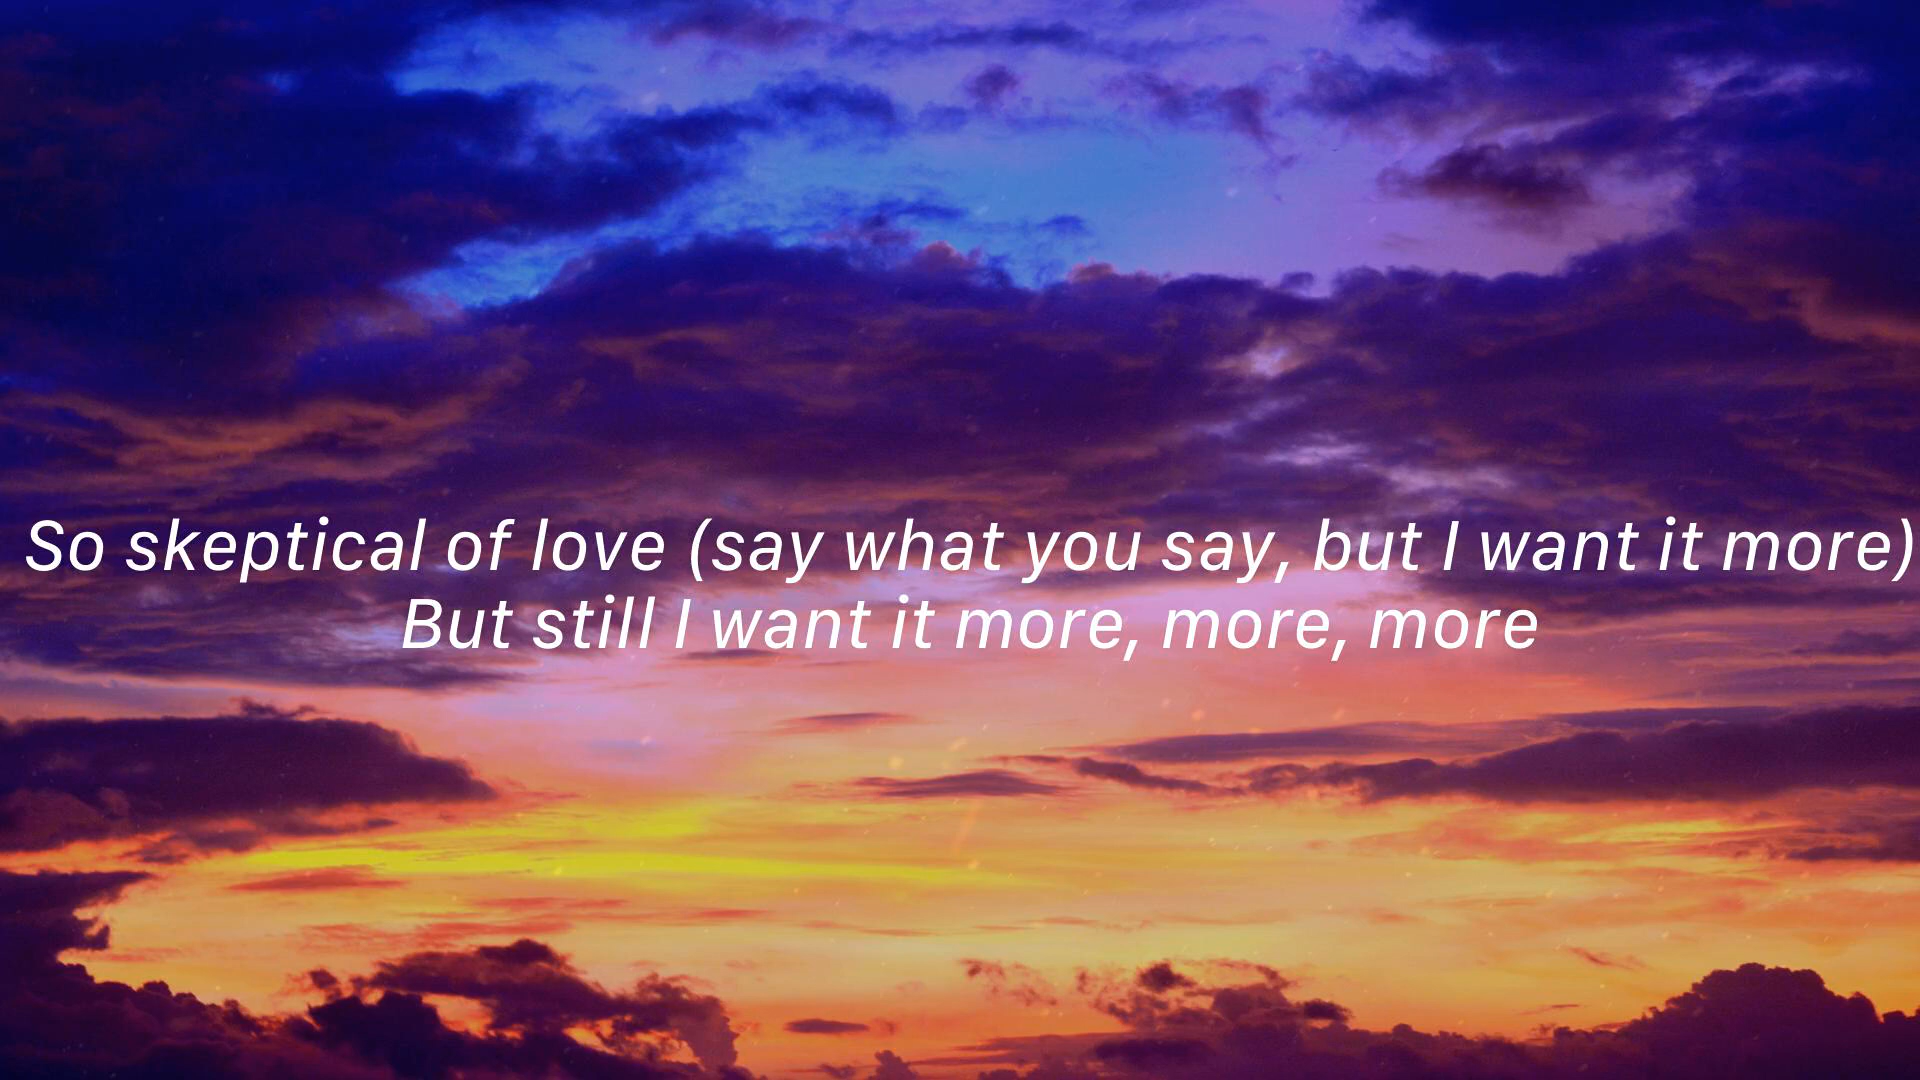 So skeptical of love (say what you say, but I want it more)
But still I want it more, more, more